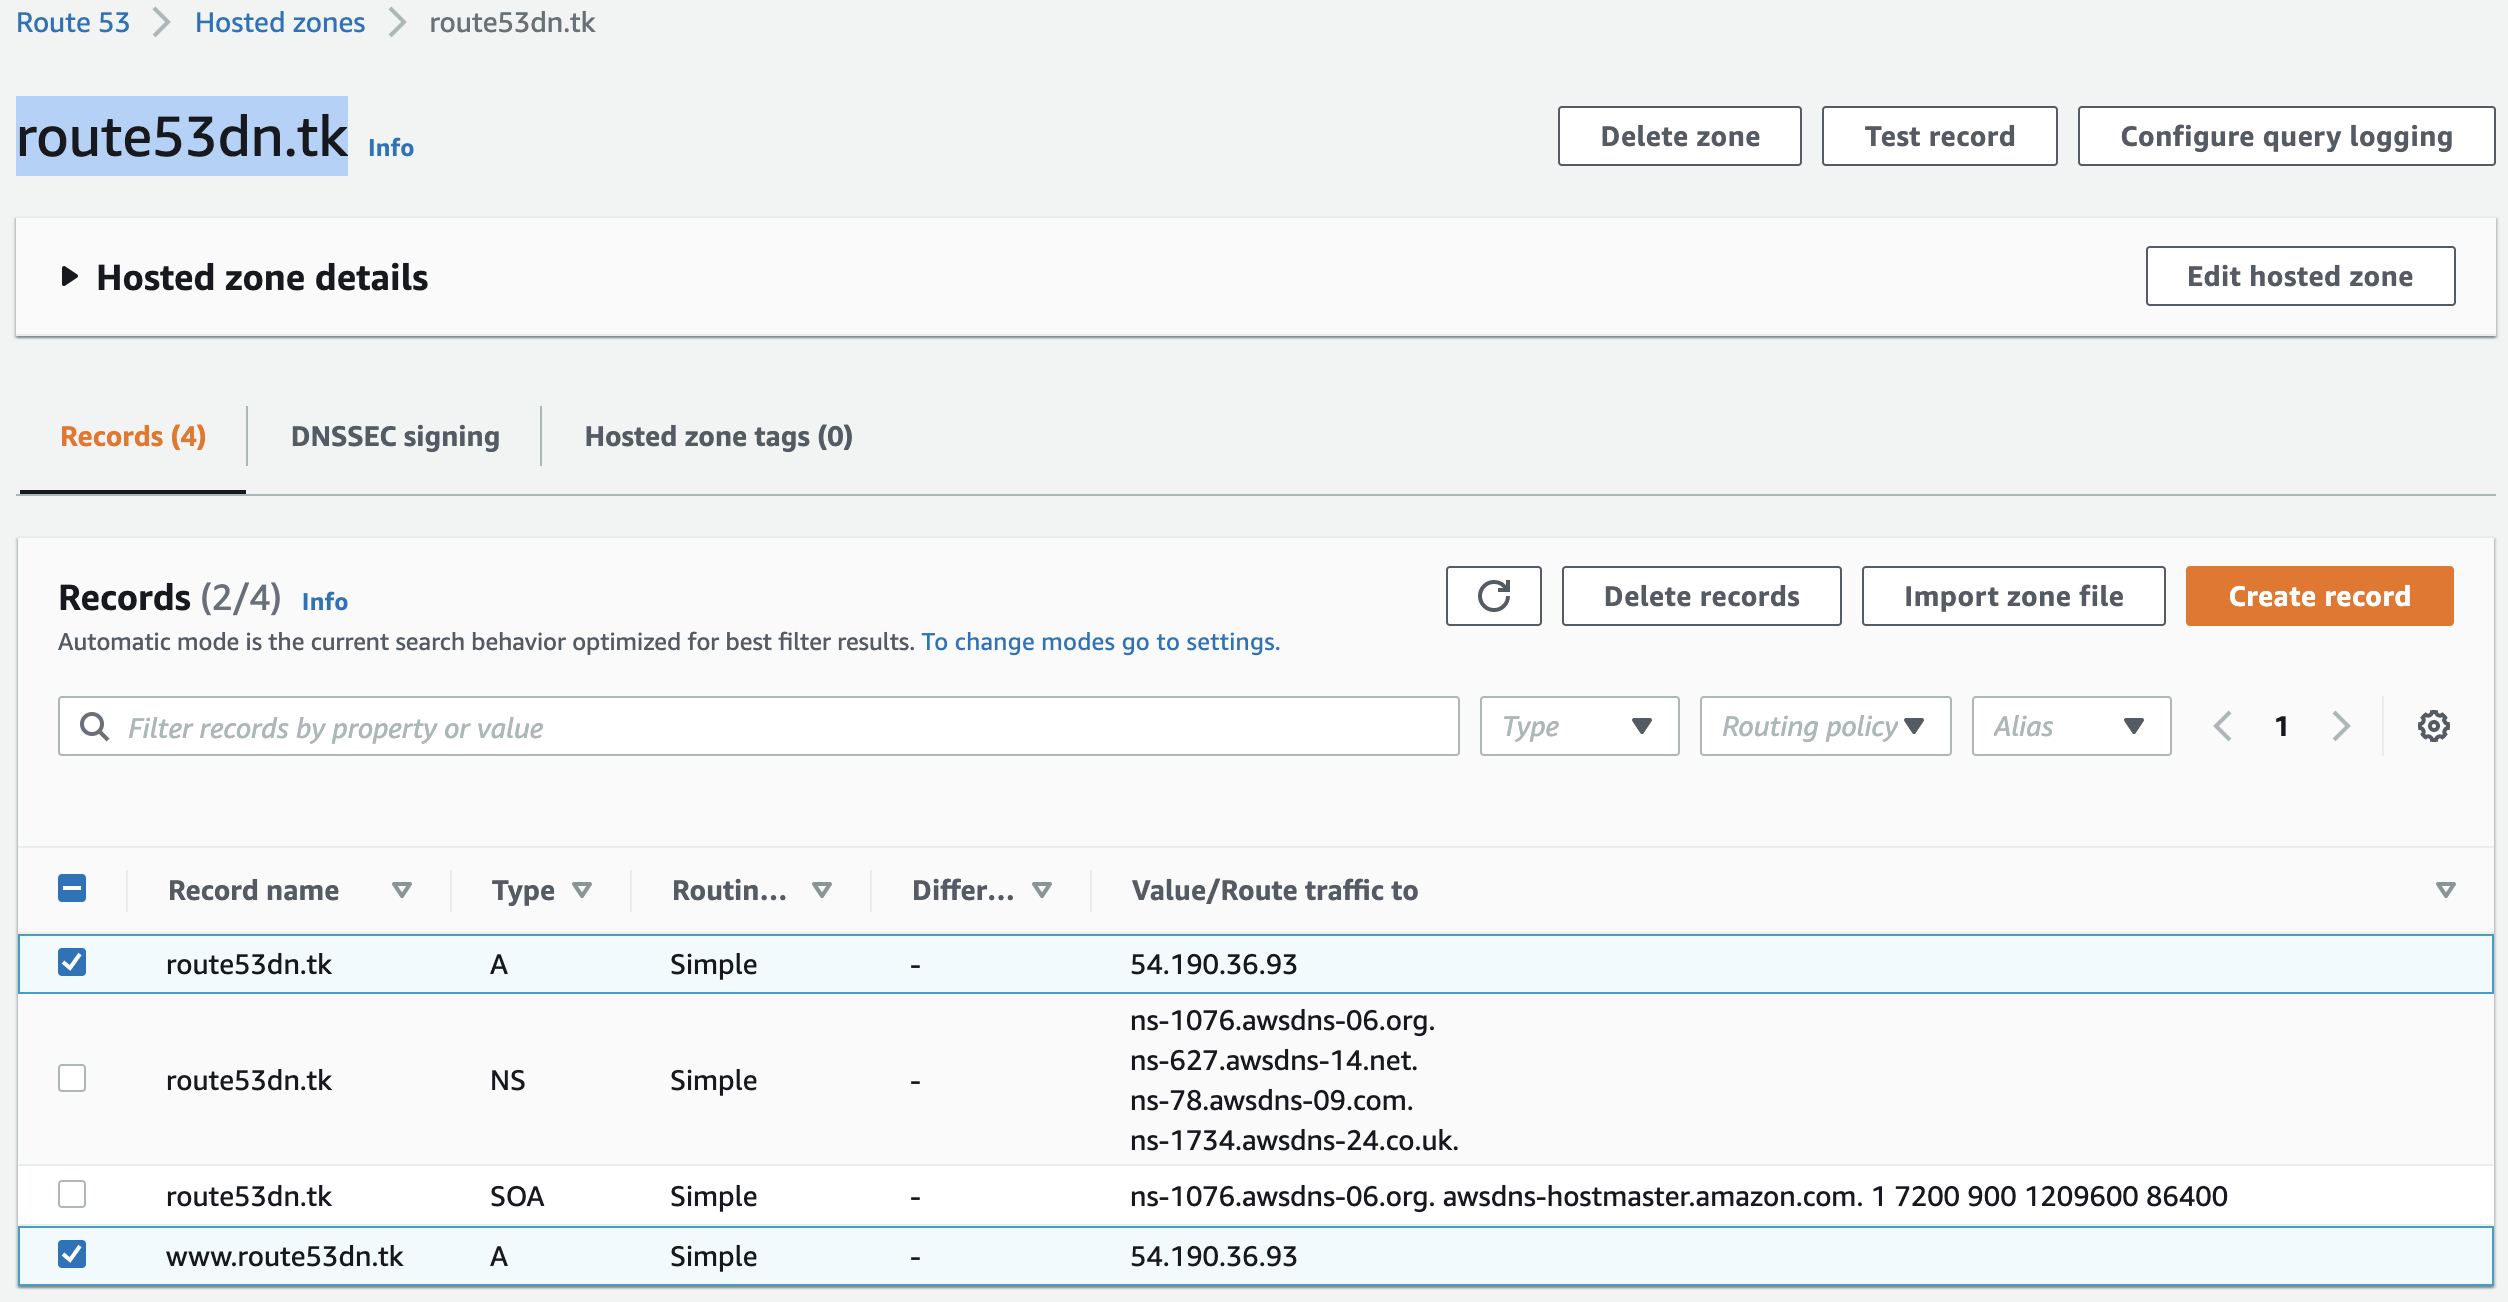 Route 53 Hosted zones route53dn.tk
route53dn.tk Info Delete zone Test record Configure query logging
Hosted zone details Edit hosted zone
Records (4) DNSSEC signing Hosted zone tags (0)
Records (2/4) Info Delete records Import zone file Create record
Automatic mode is the current search behavior optimized for best filter results. To change modes go to settings.
Filter records by property or value Type Routing policy Alias 1
Record name Type Routin... Differ... Value/Route traffic to
route53dn.tk A Simple - 54.190.36.93
ns-1076.awsdns-06.org.
ns-627.awsdns-14.net.
route53dn.tk NS Simple -
ns-78.awsdns-09.com.
ns-1734.awsdns-24.co.uk.
route53dn.tk SOA Simple - ns-1076.awsdns-06.org. awsdns-hostmaster.amazon.com. 1 7200 900 1209600 86400
www.route53dn.tk A Simple - 54.190.36.93